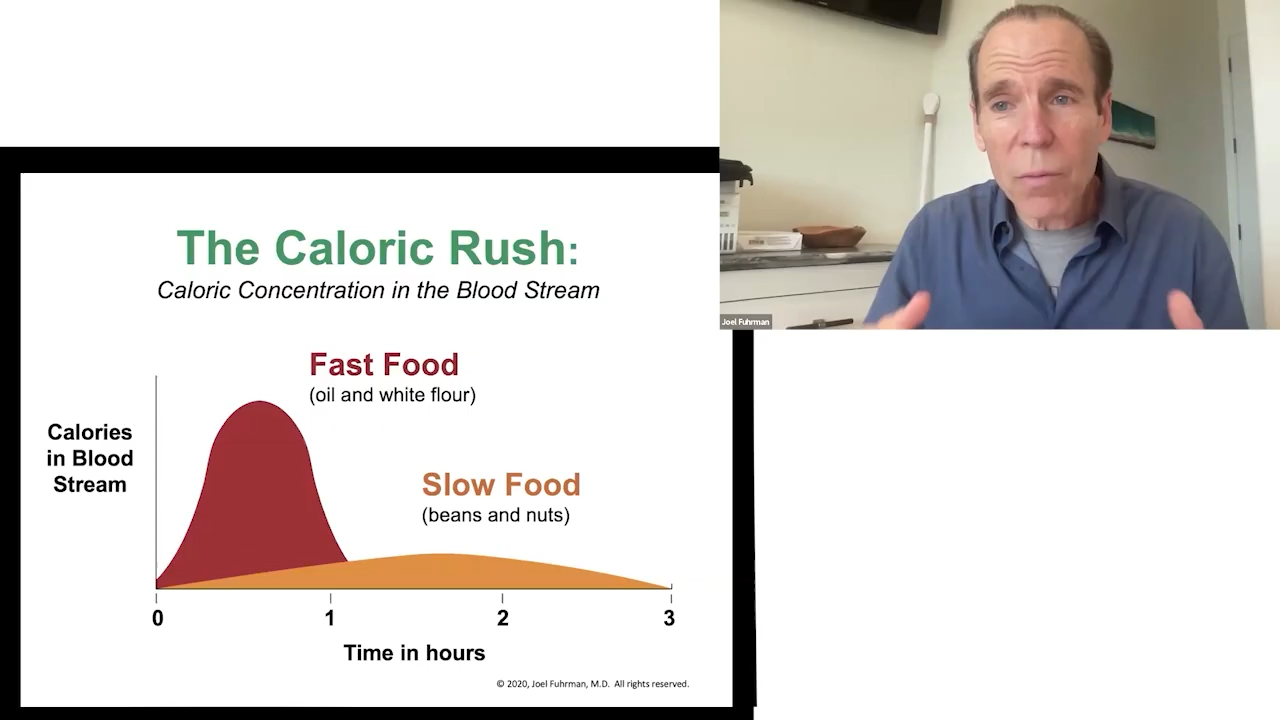 Joel Fuhrman
The Caloric Rush:
Caloric Concentration in the Blood Stream
Fast Food
(oil and white flour)
Calories
in Blood
Stream
Slow Food
(beans and nuts)
0 1 2 3
Time in hours
© 2020, Joel Fuhrman, M.D. All rights reserved.